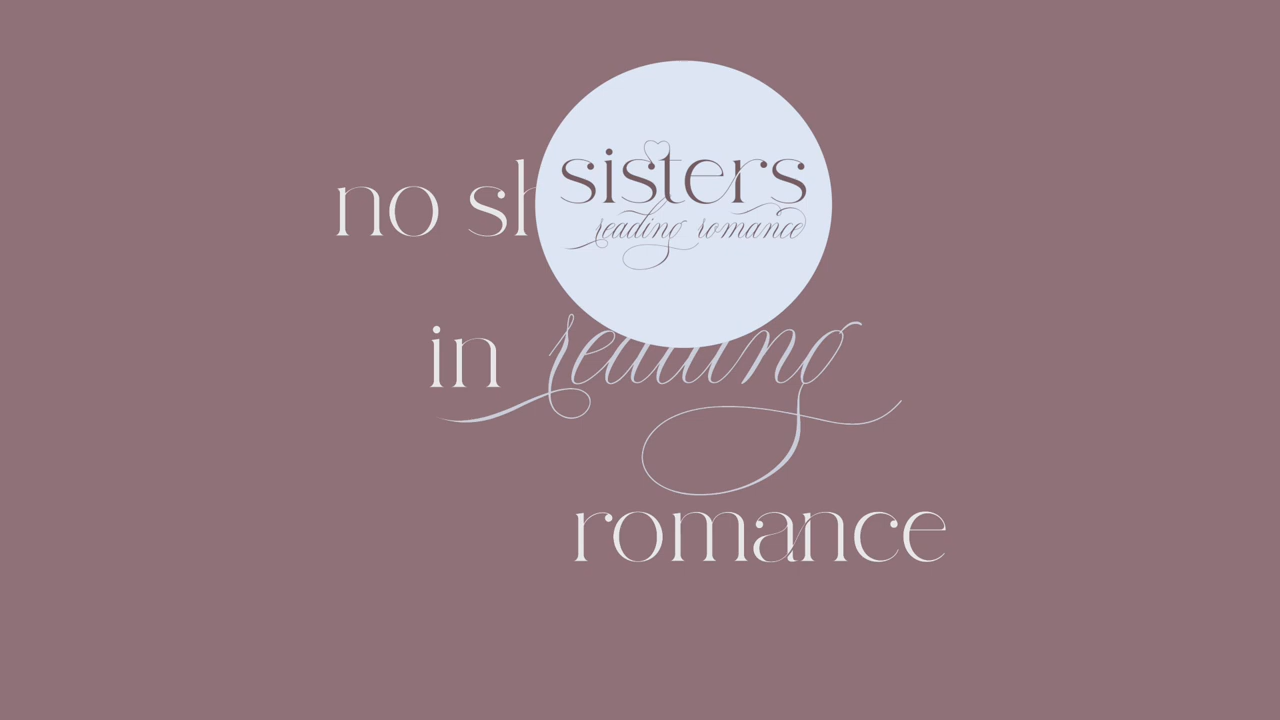 no sh
sisters
reading romance
in reading
romance